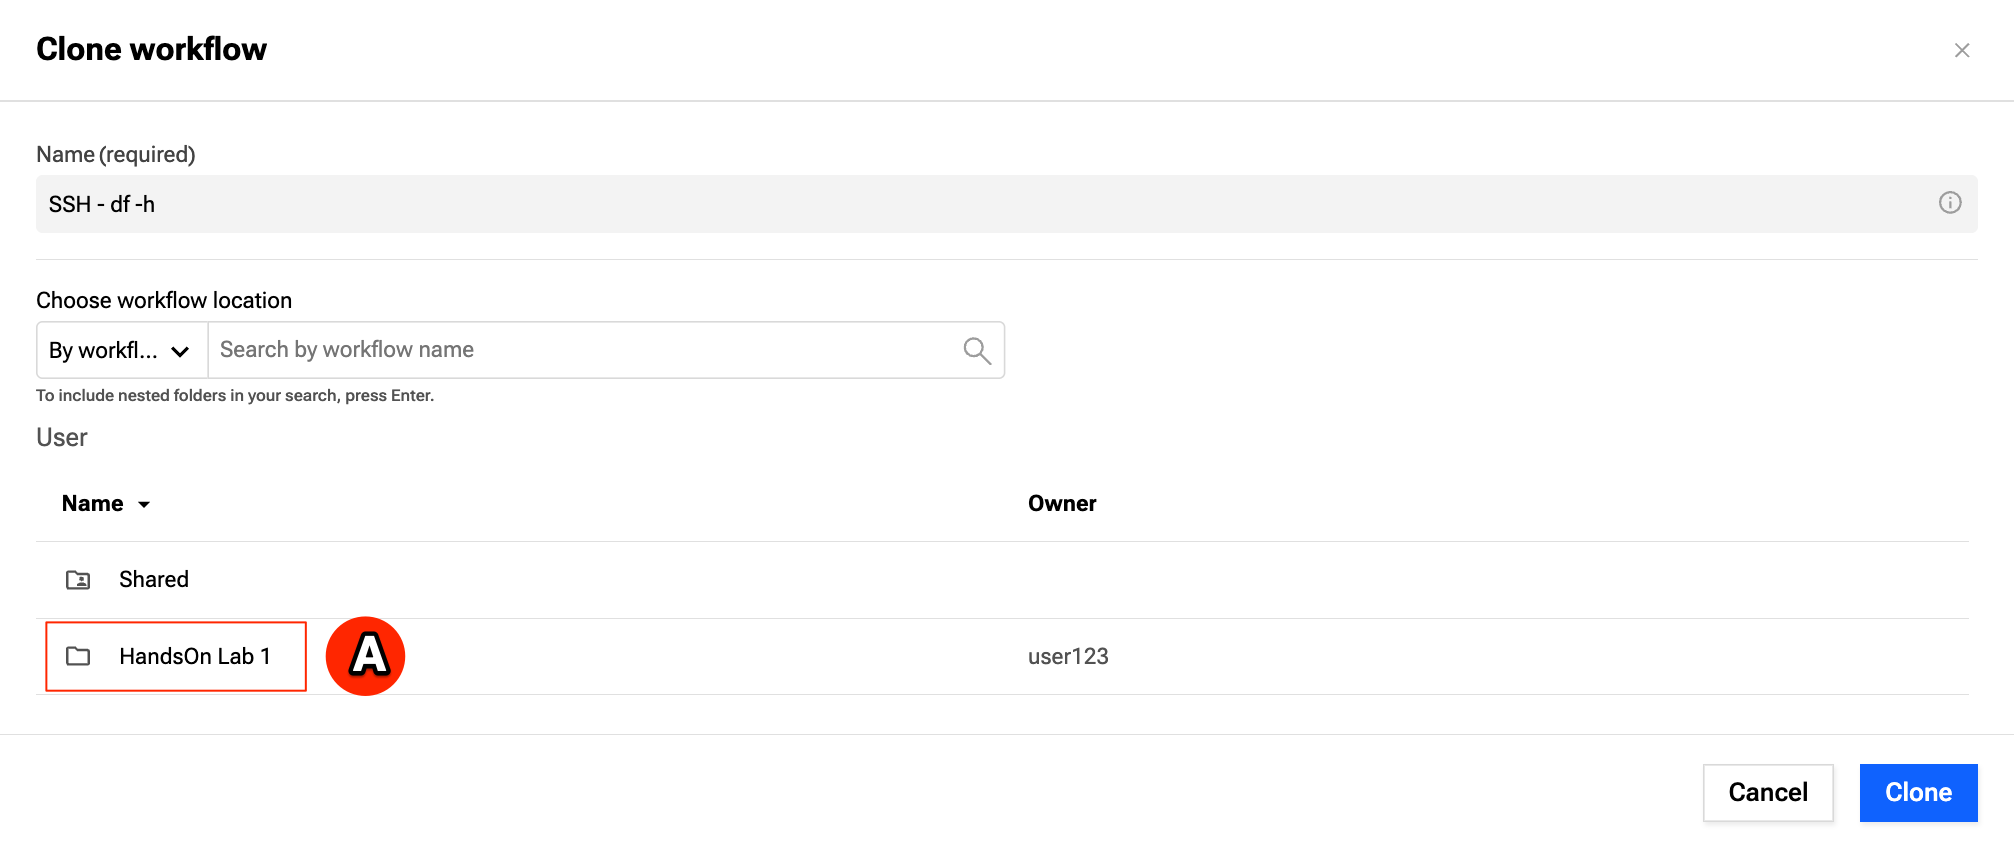 Clone workflow
Name (required)
SSH - df -h
Choose workflow location
By workfl... Search by workflow name
To include nested folders in your search, press Enter.
User
Name Owner
Shared
HandsOn Lab 1 A user123
Cancel Clone